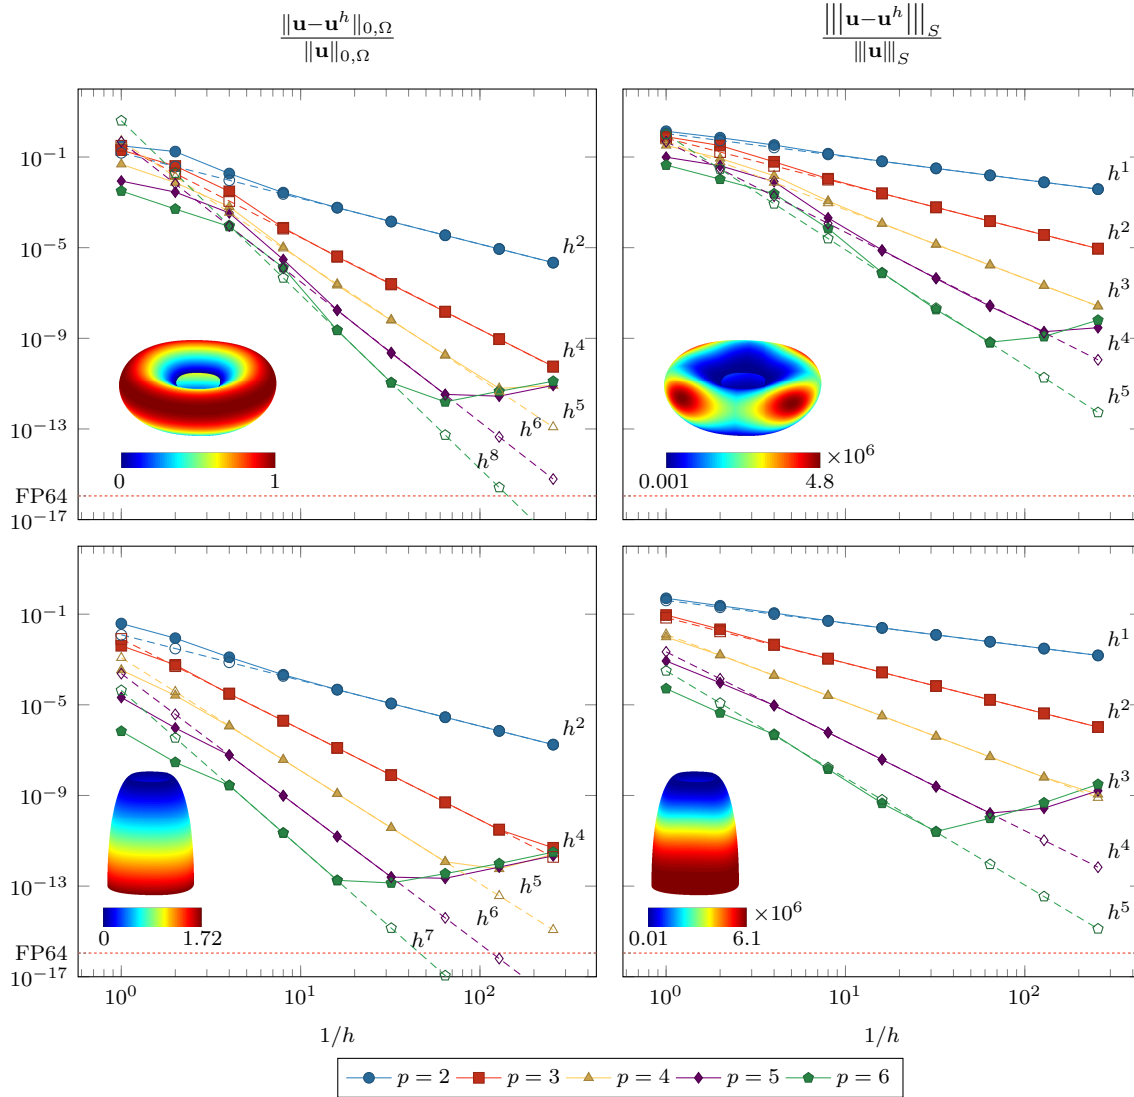 ‖u−u^h‖_{0,Ω} / ‖u‖_{0,Ω}
|||u−u^h|||_S / |||u|||_S
10^{−1}
10^{−5}
10^{−9}
10^{−13}
FP64
10^{−17}
h^2
h^4
h^5
h^6
h^8
0 1
h^1
h^2
h^3
h^4
h^5
×10^6
0.001 4.8
10^{−1}
10^{−5}
10^{−9}
10^{−13}
FP64
10^{−17}
h^2
h^4
h^5
h^6
h^7
0 1.72
h^1
h^2
h^3
h^4
h^5
×10^6
0.01 6.1
10^0 10^1 10^2
10^0 10^1 10^2
1/h
1/h
p = 2 p = 3 p = 4 p = 5 p = 6